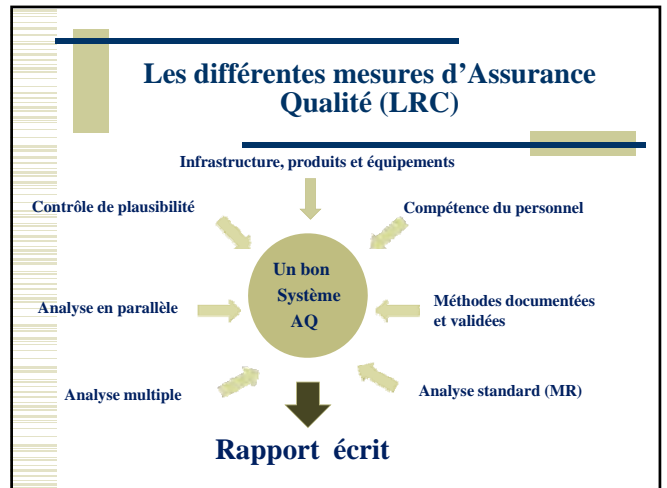 Les différentes mesures d’Assurance
Qualité (LRC)
Infrastructure, produits et équipements
Contrôle de plausibilité
Compétence du personnel
Un bon
Système
AQ
Analyse en parallèle
Méthodes documentées
et validées
Analyse multiple
Analyse standard (MR)
Rapport écrit